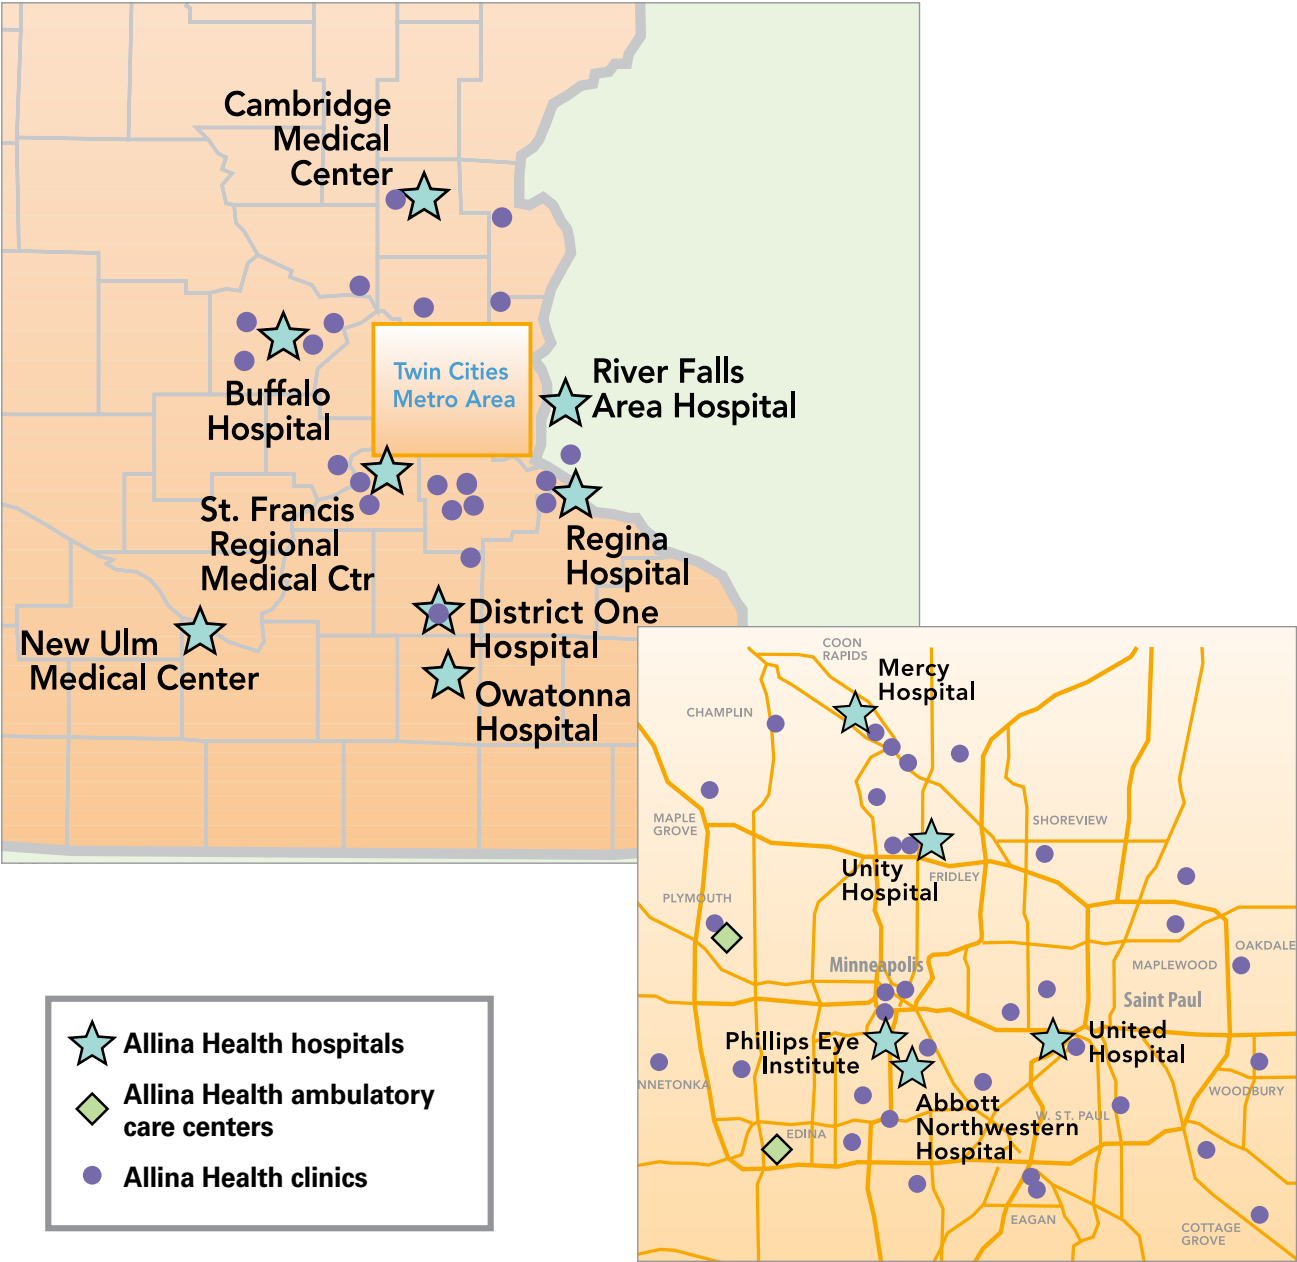 Cambridge
Medical
Center
Twin Cities
Metro Area
River Falls
Area Hospital
Buffalo
Hospital
St. Francis
Regional
Medical Ctr
Regina
Hospital
District One
Hospital
New Ulm
Medical Center
Owatonna
Hospital
COON
RAPIDS
Mercy
Hospital
CHAMPLIN
MAPLE
GROVE
SHOREVIEW
Unity
Hospital
FRIDLEY
PLYMOUTH
Minneapolis
OAKDALE
MAPLEWOOD
Saint Paul
Phillips Eye
Institute
United
Hospital
NNETONKA
WOODBURY
Abbott
Northwestern
Hospital
W. ST. PAUL
EDINA
EAGAN
COTTAGE
GROVE
Allina Health hospitals
Allina Health ambulatory
care centers
Allina Health clinics